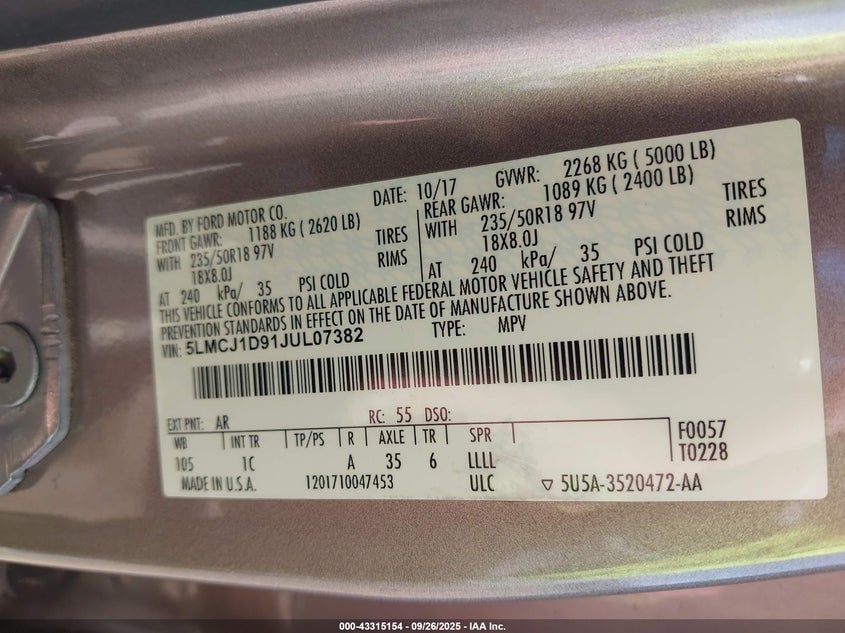 MFD. BY FORD MOTOR CO. DATE: 10/17 GVWR: 2268 KG ( 5000 LB)
FRONT GAWR: 1188 KG ( 2620 LB) REAR GAWR: 1089 KG ( 2400 LB)
WITH 235/50R18 97V TIRES WITH 235/50R18 97V TIRES
18X8.0J RIMS 18X8.0J RIMS
AT 240 kPa/ 35 PSI COLD AT 240 kPa/ 35 PSI COLD
THIS VEHICLE CONFORMS TO ALL APPLICABLE FEDERAL MOTOR VEHICLE SAFETY AND THEFT
PREVENTION STANDARDS IN EFFECT ON THE DATE OF MANUFACTURE SHOWN ABOVE.
VIN: 5LMCJ1D91JUL07382 TYPE: MPV
EXT PNT: AR RC: 55 DSO:
WB INT TR TP/PS R AXLE TR SPR F0057
105 1C A 35 6 LLLL T0228
MADE IN U.S.A. 1201710047453 ULC ▽ 5U5A-3520472-AA
000-43315154 - 09/26/2025 - IAA Inc.